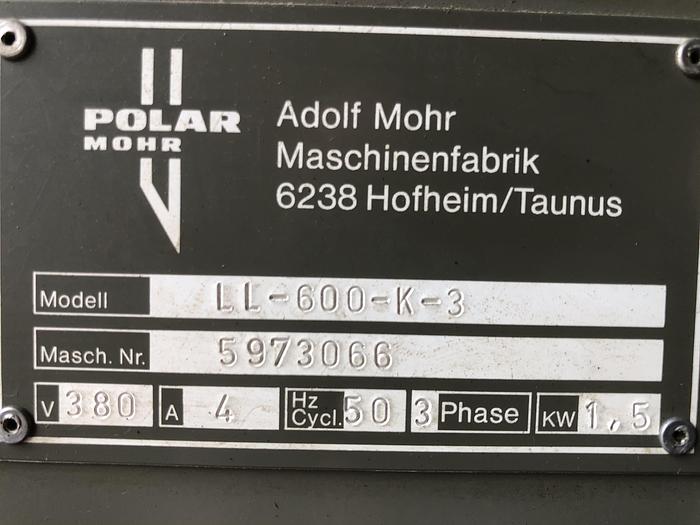 POLAR
MOHR
Adolf Mohr
Maschinenfabrik
6238 Hofheim/Taunus
Modell LL-600-K-3
Masch. Nr. 5973066
V 380 A 4 Hz Cycl. 50 3 Phase KW 1,5